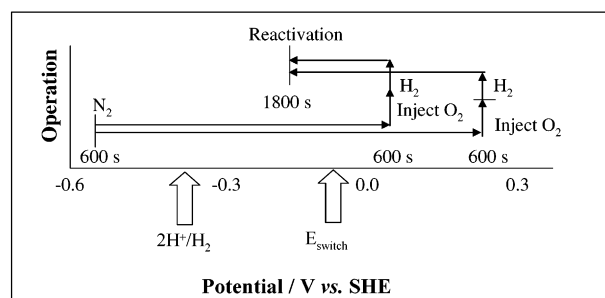 Reactivation
H2
H2
1800 s
Inject O2
N2
Inject O2
600 s
600 s
600 s
Operation
-0.6
-0.3
0.0
0.3
2H+/H2
Eswitch
Potential / V vs. SHE